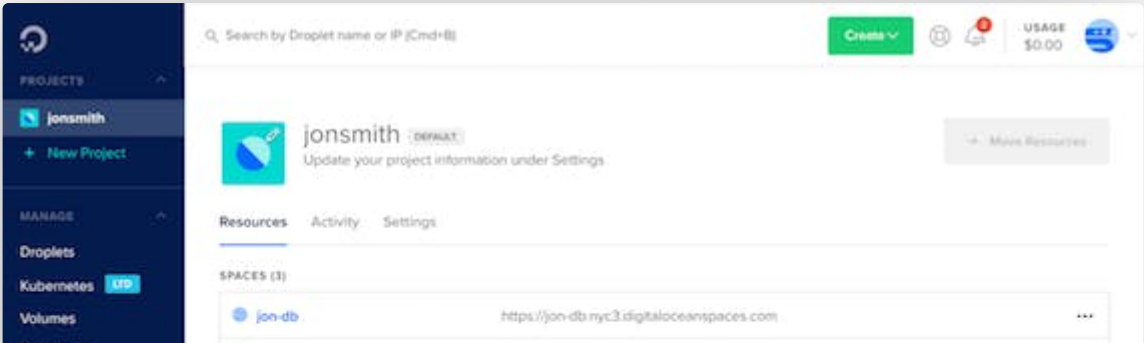 Search by Droplet name or IP (Cmd+B)
Create
USAGE
$0.00
PROJECTS
jonsmith
+ New Project
MANAGE
Droplets
Kubernetes LTD
Volumes
jonsmith DEFAULT
Update your project information under Settings
Move Resources
Resources Activity Settings
SPACES (3)
jon-db https://jon-db.nyc3.digitaloceanspaces.com ...